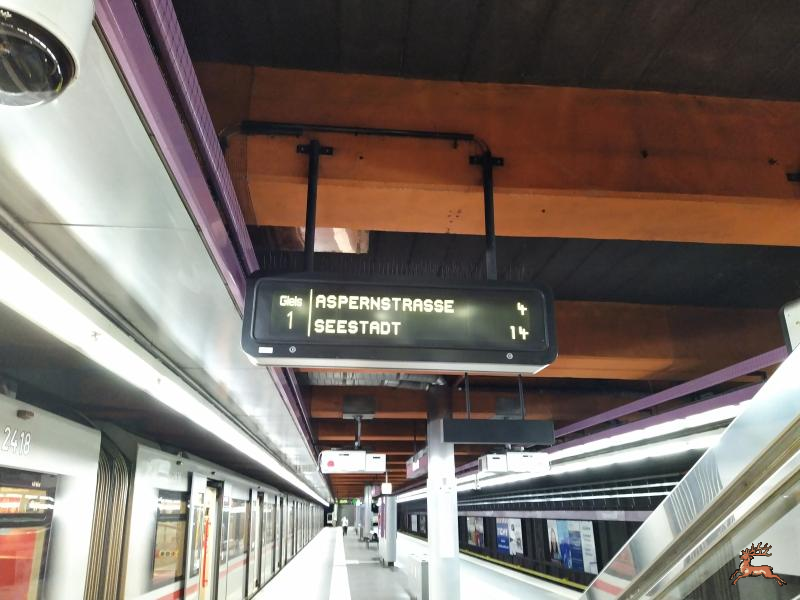 Gleis
1
ASPERNSTRASSE 4
SEESTADT 14
2418